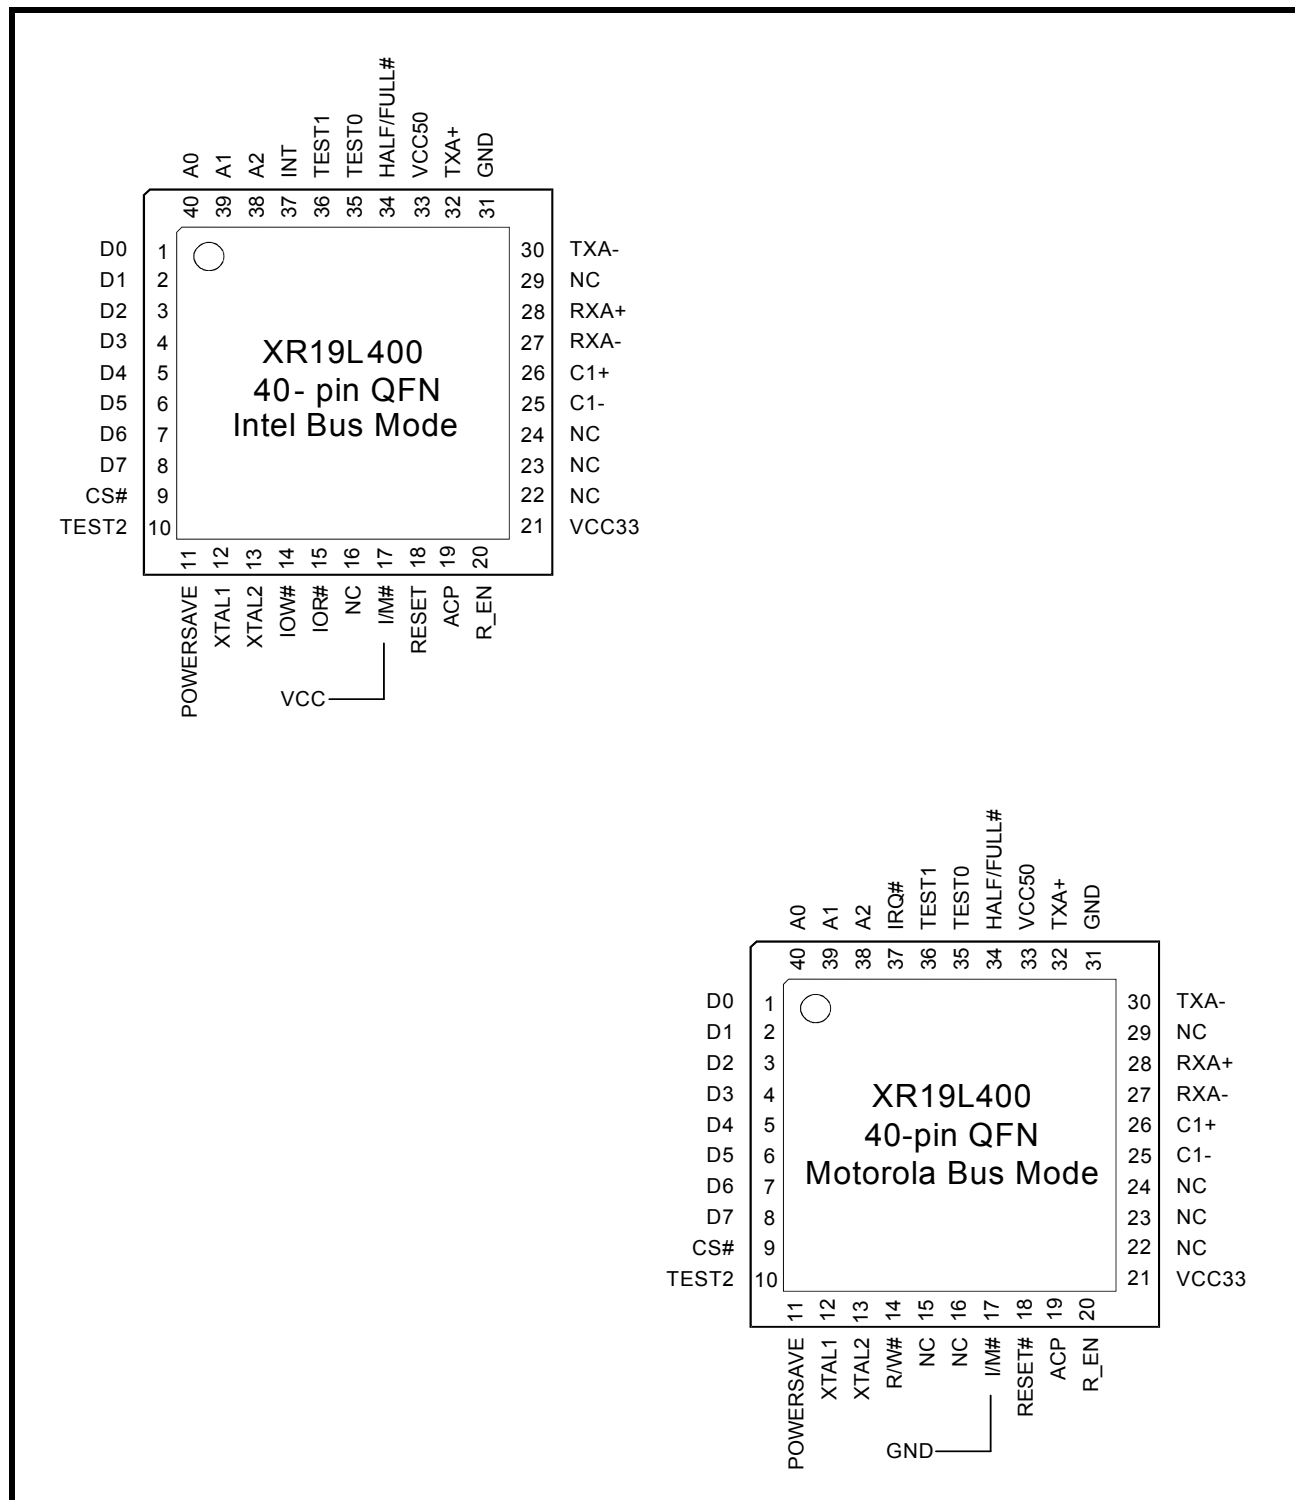 A0 A1 A2 INT TEST1 TEST0 HALF/FULL# VCC50 TXA+ GND
40 39 38 37 36 35 34 33 32 31
D0 1 30 TXA-
D1 2 29 NC
D2 3 28 RXA+
D3 4 27 RXA-
D4 5 26 C1+
D5 6 25 C1-
D6 7 24 NC
D7 8 23 NC
CS# 9 22 NC
TEST2 10 21 VCC33
XR19L400
40- pin QFN
Intel Bus Mode
11 12 13 14 15 16 17 18 19 20
POWERSAVE XTAL1 XTAL2 IOW# IOR# NC I/M# RESET ACP R_EN
VCC
A0 A1 A2 IRQ# TEST1 TEST0 HALF/FULL# VCC50 TXA+ GND
40 39 38 37 36 35 34 33 32 31
D0 1 30 TXA-
D1 2 29 NC
D2 3 28 RXA+
D3 4 27 RXA-
D4 5 26 C1+
D5 6 25 C1-
D6 7 24 NC
D7 8 23 NC
CS# 9 22 NC
TEST2 10 21 VCC33
XR19L400
40-pin QFN
Motorola Bus Mode
11 12 13 14 15 16 17 18 19 20
POWERSAVE XTAL1 XTAL2 R/W# NC NC I/M# RESET# ACP R_EN
GND